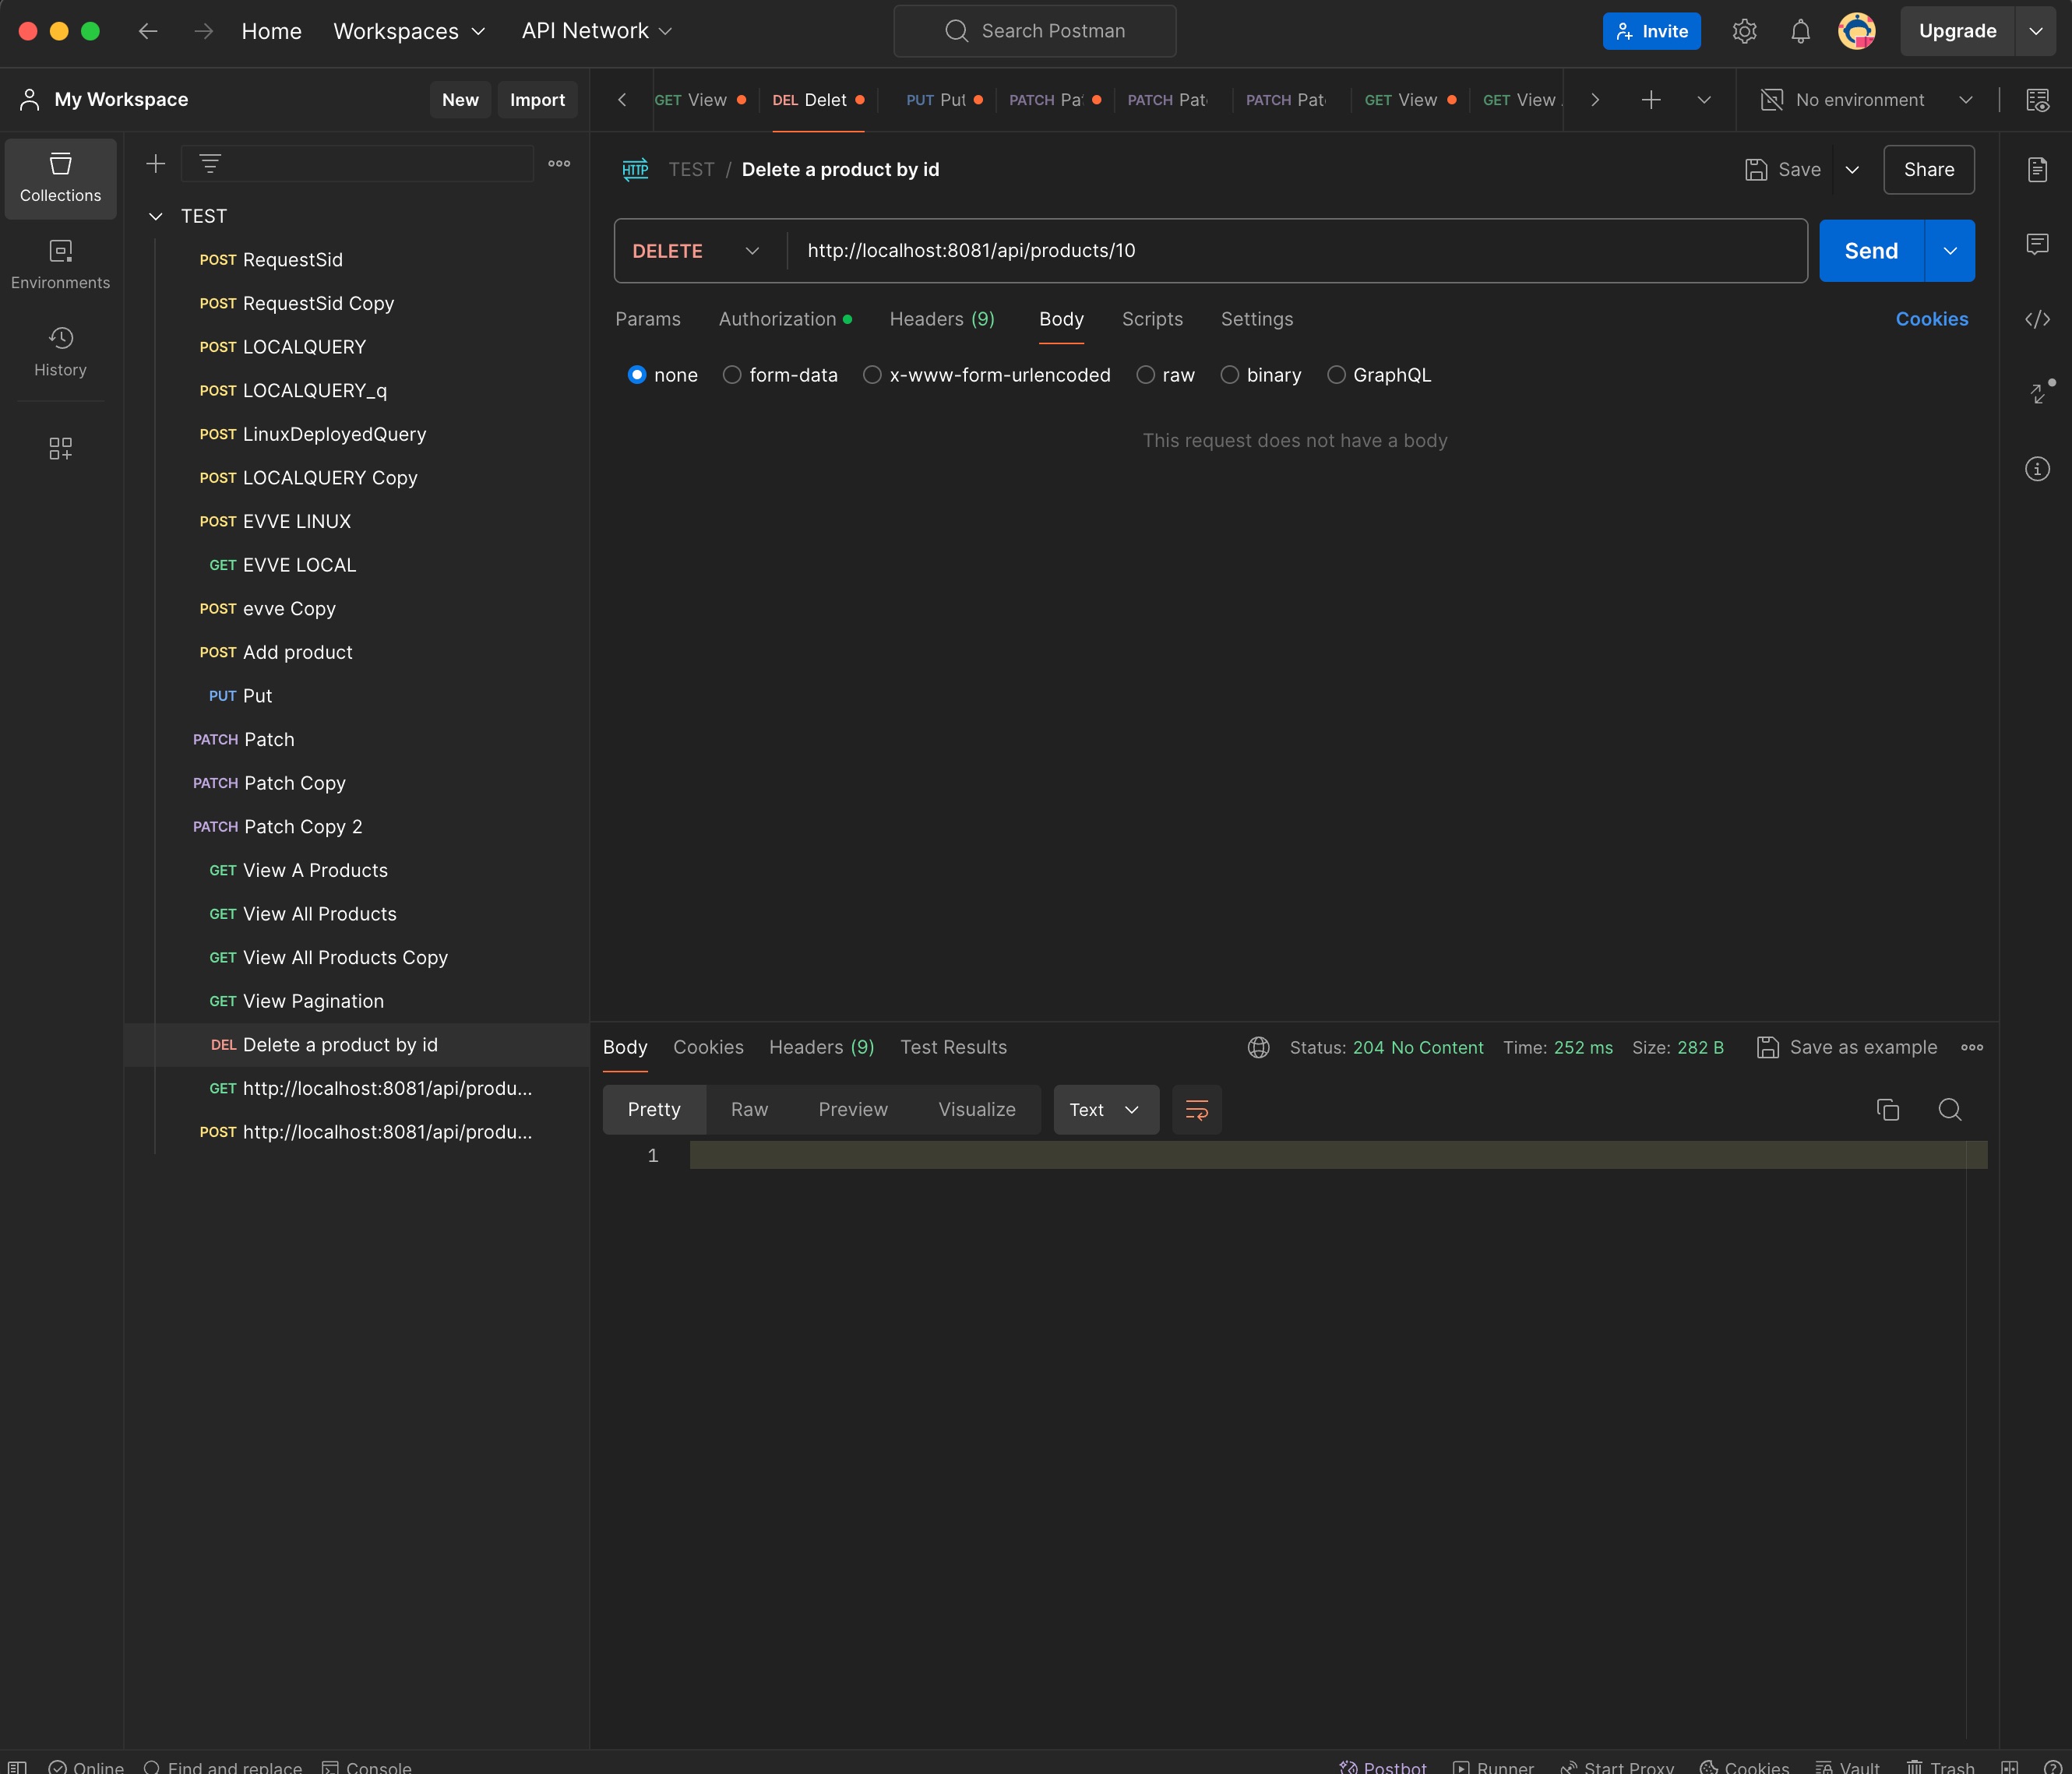 Home Workspaces API Network Search Postman Invite Upgrade
My Workspace New Import GET View DEL Delet PUT PATCH PATCH PATCH GET View GET View No environment
Collections
Environments
History
TEST
POST RequestSid
POST RequestSid Copy
POST LOCALQUERY
POST LOCALQUERY_q
POST LinuxDeployedQuery
POST LOCALQUERY Copy
POST EVVE LINUX
GET EVVE LOCAL
POST evve Copy
POST Add product
PUT Put
PATCH Patch
PATCH Patch Copy
PATCH Patch Copy 2
GET View A Products
GET View All Products
GET View All Products Copy
GET View Pagination
DEL Delete a product by id
GET http://localhost:8081/api/produ...
POST http://localhost:8081/api/produ...
HTTP TEST / Delete a product by id Save Share
DELETE http://localhost:8081/api/products/10 Send
Params Authorization Headers (9) Body Scripts Settings Cookies
none form-data x-www-form-urlencoded raw binary GraphQL
This request does not have a body
Body Cookies Headers (9) Test Results Status: 204 No Content Time: 252 ms Size: 282 B Save as example
Pretty Raw Preview Visualize Text
1
Online Find and replace Console Postbot Runner Start Proxy Cookies Vault Trash